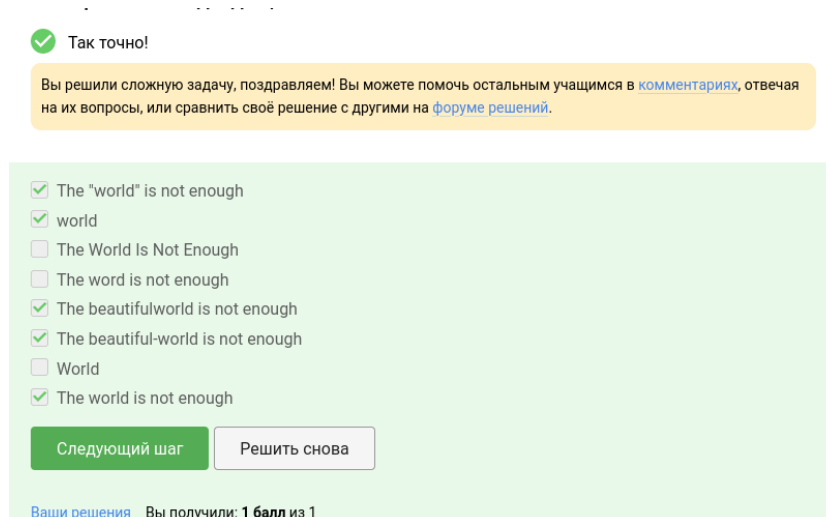 Так точно!
Вы решили сложную задачу, поздравляем! Вы можете помочь остальным учащимся в комментариях, отвечая
на их вопросы, или сравнить своё решение с другими на форуме решений.
The "world" is not enough
world
The World Is Not Enough
The word is not enough
The beautifulworld is not enough
The beautiful-world is not enough
World
The world is not enough
Следующий шаг Решить снова
Ваши решения Вы получили: 1 балл из 1